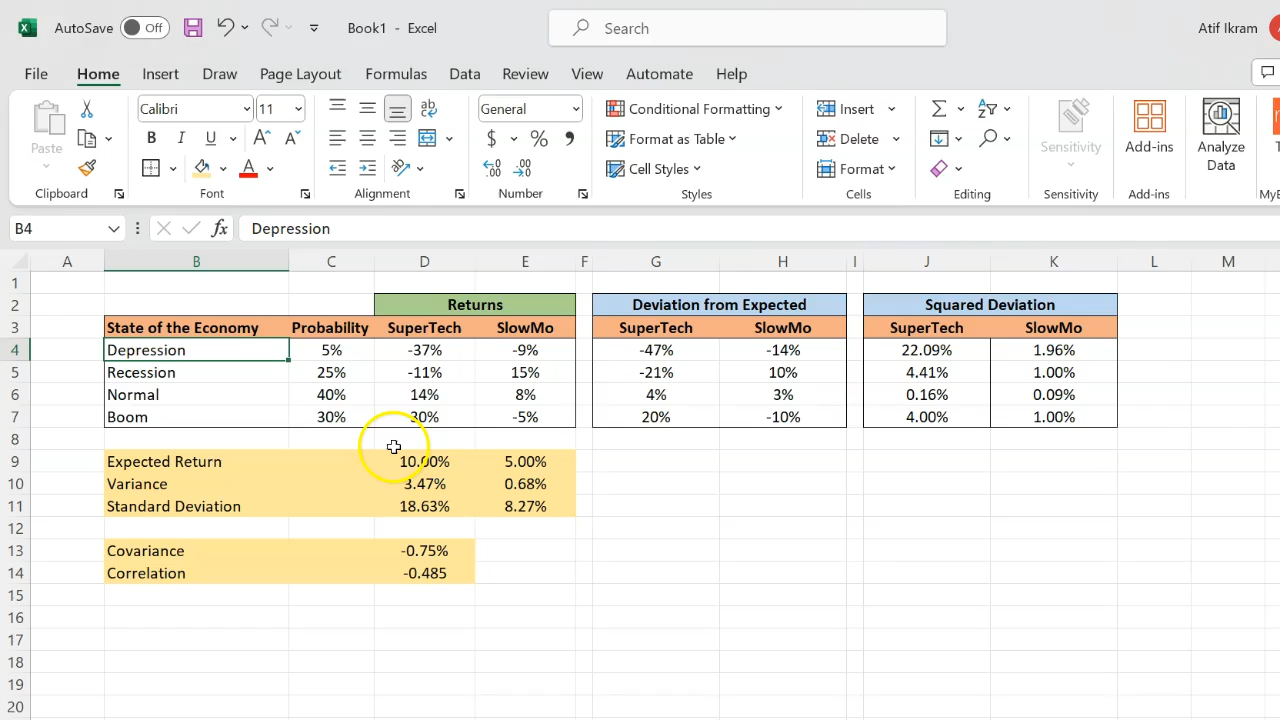 AutoSave Off Book1 - Excel Search Atif Ikram
File Home Insert Draw Page Layout Formulas Data Review View Automate Help
Paste Calibri 11 General Conditional Formatting Insert
Format as Table Delete
Cell Styles Format
Sensitivity Add-ins Analyze Data
Clipboard Font Alignment Number Styles Cells Editing Sensitivity Add-ins
B4 fx Depression
A B C D E F G H I J K L M
1
2 Returns Deviation from Expected Squared Deviation
3 State of the Economy Probability SuperTech SlowMo SuperTech SlowMo SuperTech SlowMo
4 Depression 5% -37% -9% -47% -14% 22.09% 1.96%
5 Recession 25% -11% 15% -21% 10% 4.41% 1.00%
6 Normal 40% 14% 8% 4% 3% 0.16% 0.09%
7 Boom 30% 30% -5% 20% -10% 4.00% 1.00%
8
9 Expected Return 10.00% 5.00%
10 Variance 3.47% 0.68%
11 Standard Deviation 18.63% 8.27%
12
13 Covariance -0.75%
14 Correlation -0.485
15
16
17
18
19
20